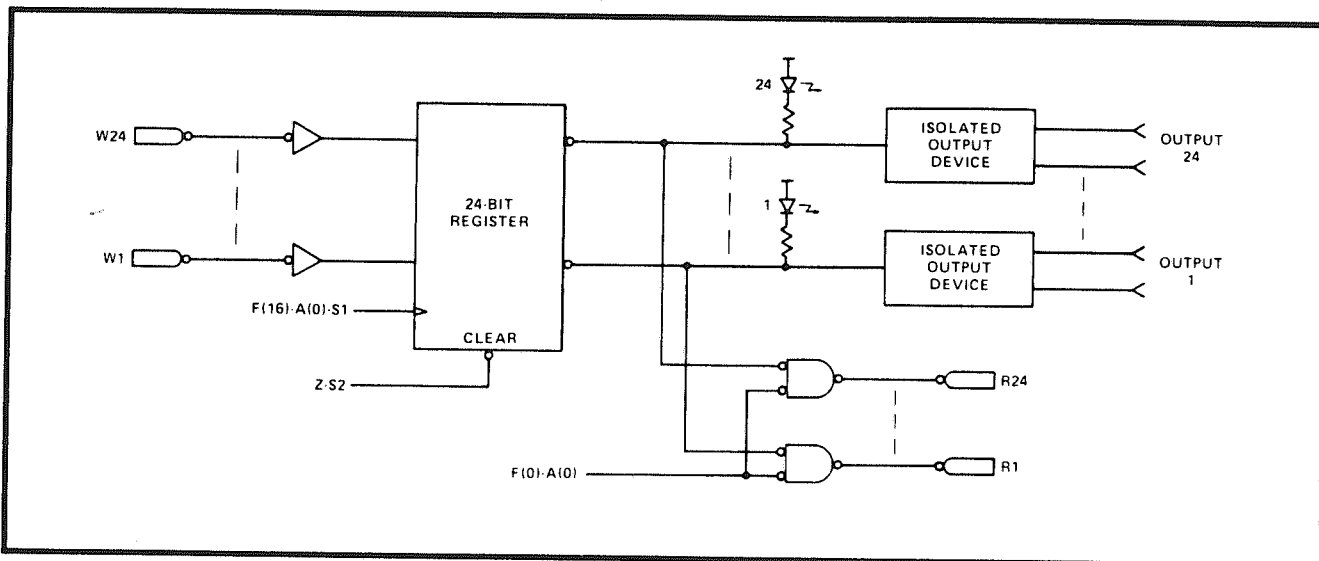 24
W24
ISOLATED
OUTPUT
DEVICE
OUTPUT
24
24-BIT
REGISTER
1
W1
ISOLATED
OUTPUT
DEVICE
OUTPUT
1
F(16)·A(0)·S1
CLEAR
Z·S2
R24
F(0)·A(0)
R1